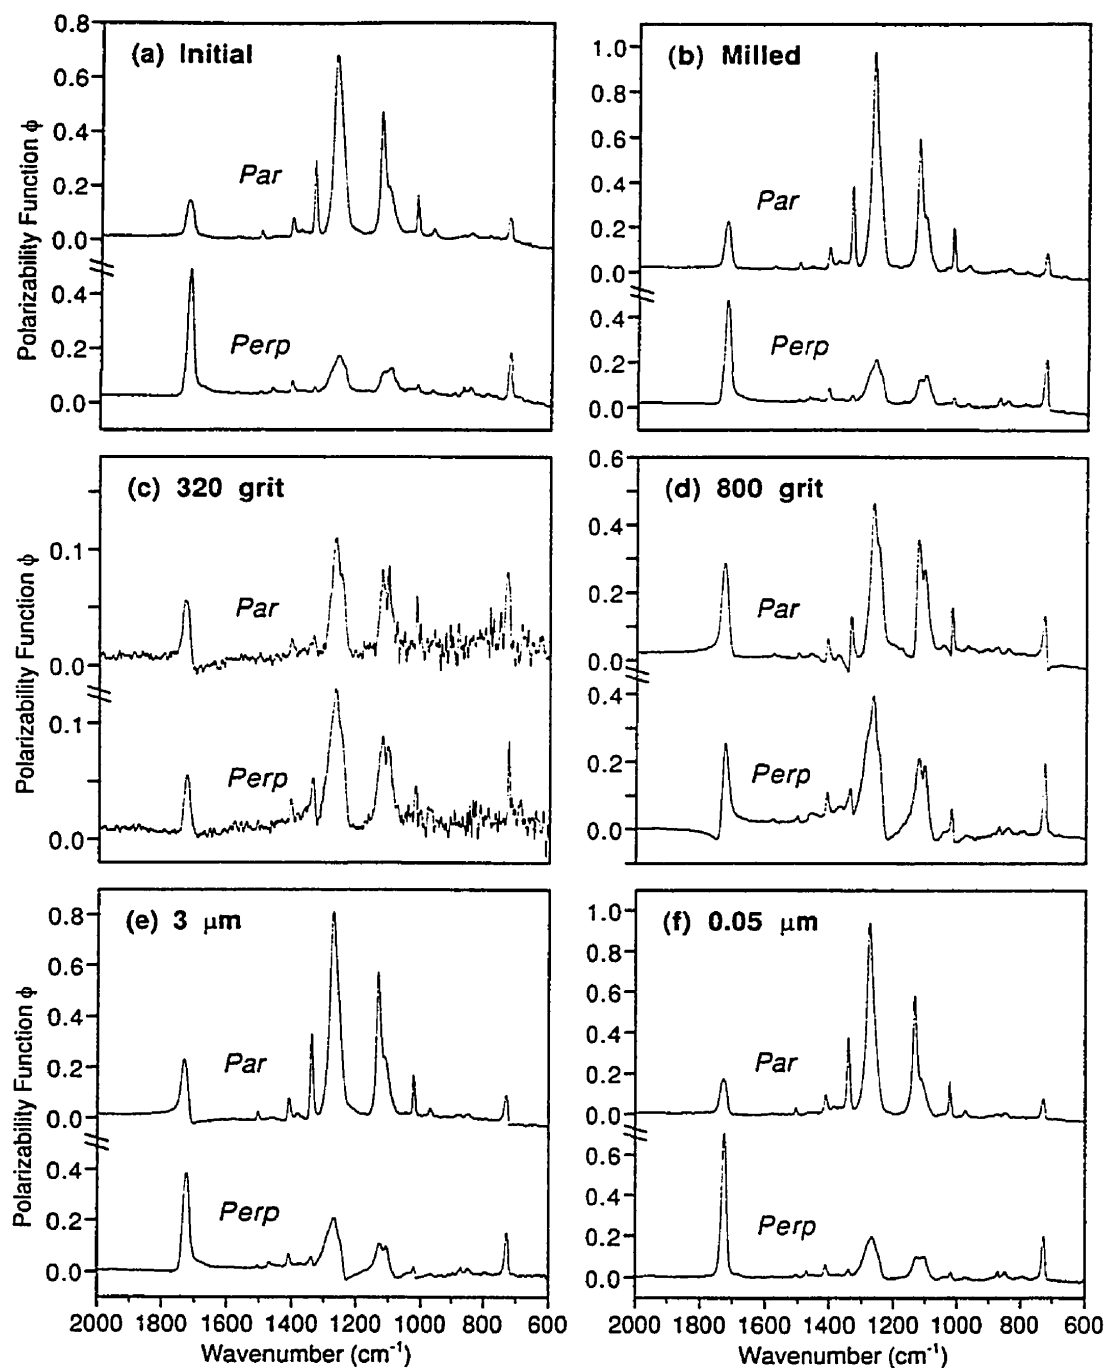 (a) Initial
Polarizability Function ϕ
0.8
0.6
0.4
0.2
0.0
0.4
0.2
0.0
Par
Perp
(b) Milled
1.0
0.8
0.6
0.4
0.2
0.0
0.4
0.2
0.0
Par
Perp
(c) 320 grit
Polarizability Function ϕ
0.1
0.0
0.1
0.0
Par
Perp
(d) 800 grit
0.6
0.4
0.2
0.0
0.4
0.2
0.0
Par
Perp
(e) 3 μm
Polarizability Function ϕ
0.8
0.6
0.4
0.2
0.0
0.4
0.2
0.0
Par
Perp
2000 1800 1600 1400 1200 1000 800 600
Wavenumber (cm⁻¹)
(f) 0.05 μm
1.0
0.8
0.6
0.4
0.2
0.0
0.6
0.4
0.2
0.0
Par
Perp
2000 1800 1600 1400 1200 1000 800 600
Wavenumber (cm⁻¹)